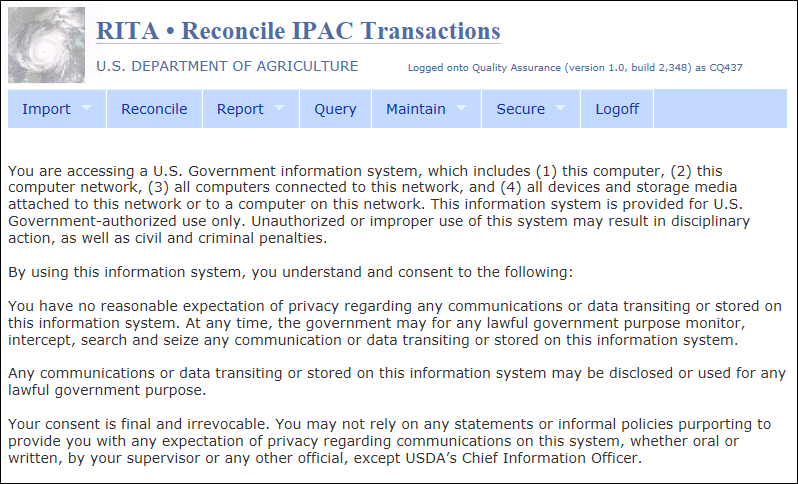 RITA • Reconcile IPAC Transactions
U.S. DEPARTMENT OF AGRICULTURE
Logged onto Quality Assurance (version 1.0, build 2,348) as CQ437
Import Reconcile Report Query Maintain Secure Logoff
You are accessing a U.S. Government information system, which includes (1) this computer, (2) this
computer network, (3) all computers connected to this network, and (4) all devices and storage media
attached to this network or to a computer on this network. This information system is provided for U.S.
Government-authorized use only. Unauthorized or improper use of this system may result in disciplinary
action, as well as civil and criminal penalties.
By using this information system, you understand and consent to the following:
You have no reasonable expectation of privacy regarding any communications or data transiting or stored on
this information system. At any time, the government may for any lawful government purpose monitor,
intercept, search and seize any communication or data transiting or stored on this information system.
Any communications or data transiting or stored on this information system may be disclosed or used for any
lawful government purpose.
Your consent is final and irrevocable. You may not rely on any statements or informal policies purporting to
provide you with any expectation of privacy regarding communications on this system, whether oral or
written, by your supervisor or any other official, except USDA’s Chief Information Officer.